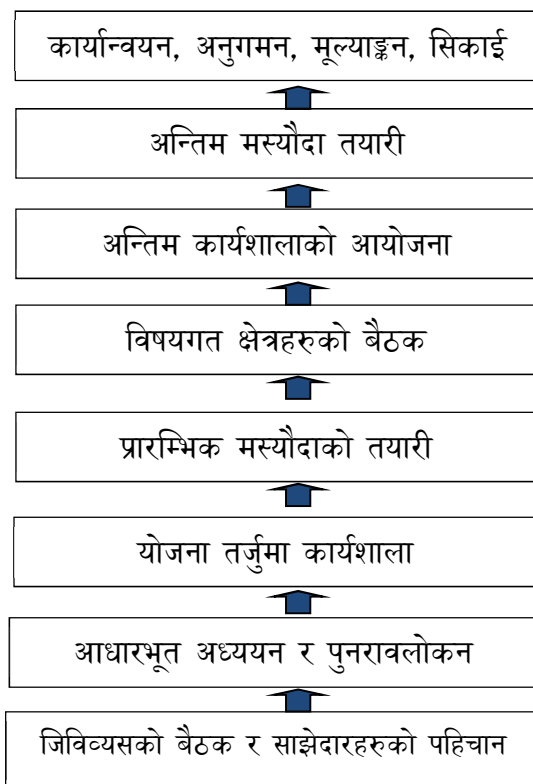 कार्यान्वयन, अनुगमन, मूल्याङ्कन, सिकाई
अन्तिम मस्यौदा तयारी
अन्तिम कार्यशालाको आयोजना
विषयगत क्षेत्रहरुको बैठक
प्रारम्भिक मस्यौदाको तयारी
योजना तर्जुमा कार्यशाला
आधारभूत अध्ययन र पुनरावलोकन
जिविव्यसको बैठक र साझेदारहरुको पहिचान